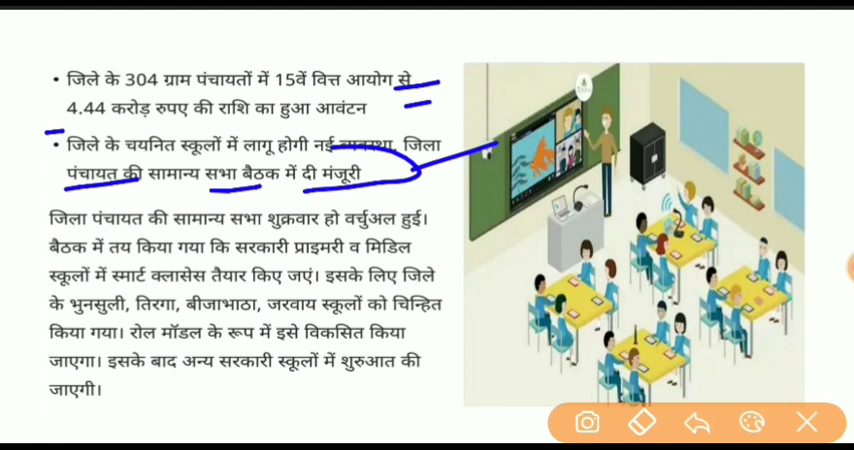 • जिले के 304 ग्राम पंचायतों में 15वें वित्त आयोग से
4.44 करोड़ रुपए की राशि का हुआ आवंटन
• जिले के चयनित स्कूलों में लागू होगी नई व्यवस्था, जिला
पंचायत की सामान्य सभा बैठक में दी मंजूरी
जिला पंचायत की सामान्य सभा शुक्रवार हो वर्चुअल हुई।
बैठक में तय किया गया कि सरकारी प्राइमरी व मिडिल
स्कूलों में स्मार्ट क्लासेस तैयार किए जएं। इसके लिए जिले
के भुनसुली, तिरगा, बीजाभाठा, जरवाय स्कूलों को चिन्हित
किया गया। रोल मॉडल के रूप में इसे विकसित किया
जाएगा। इसके बाद अन्य सरकारी स्कूलों में शुरुआत की
जाएगी।